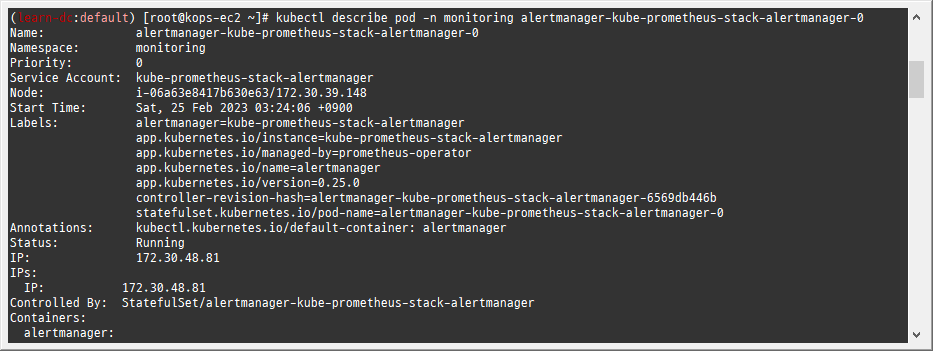 (learn-dh:default) [root@kops-ec2 ~]# kubectl describe pod -n monitoring alertmanager-kube-prometheus-stack-alertmanager-0
Name:             alertmanager-kube-prometheus-stack-alertmanager-0
Namespace:        monitoring
Priority:         0
Service Account:  kube-prometheus-stack-alertmanager
Node:             i-06a63e8417b630e63/172.30.39.148
Start Time:       Sat, 25 Feb 2023 03:24:06 +0900
Labels:           alertmanager=kube-prometheus-stack-alertmanager
                  app.kubernetes.io/instance=kube-prometheus-stack-alertmanager
                  app.kubernetes.io/managed-by=prometheus-operator
                  app.kubernetes.io/name=alertmanager
                  app.kubernetes.io/version=0.25.0
                  controller-revision-hash=alertmanager-kube-prometheus-stack-alertmanager-6569db446b
                  statefulset.kubernetes.io/pod-name=alertmanager-kube-prometheus-stack-alertmanager-0
Annotations:      kubectl.kubernetes.io/default-container: alertmanager
Status:           Running
IP:               172.30.48.81
IPs:
  IP:           172.30.48.81
Controlled By:  StatefulSet/alertmanager-kube-prometheus-stack-alertmanager
Containers:
  alertmanager: